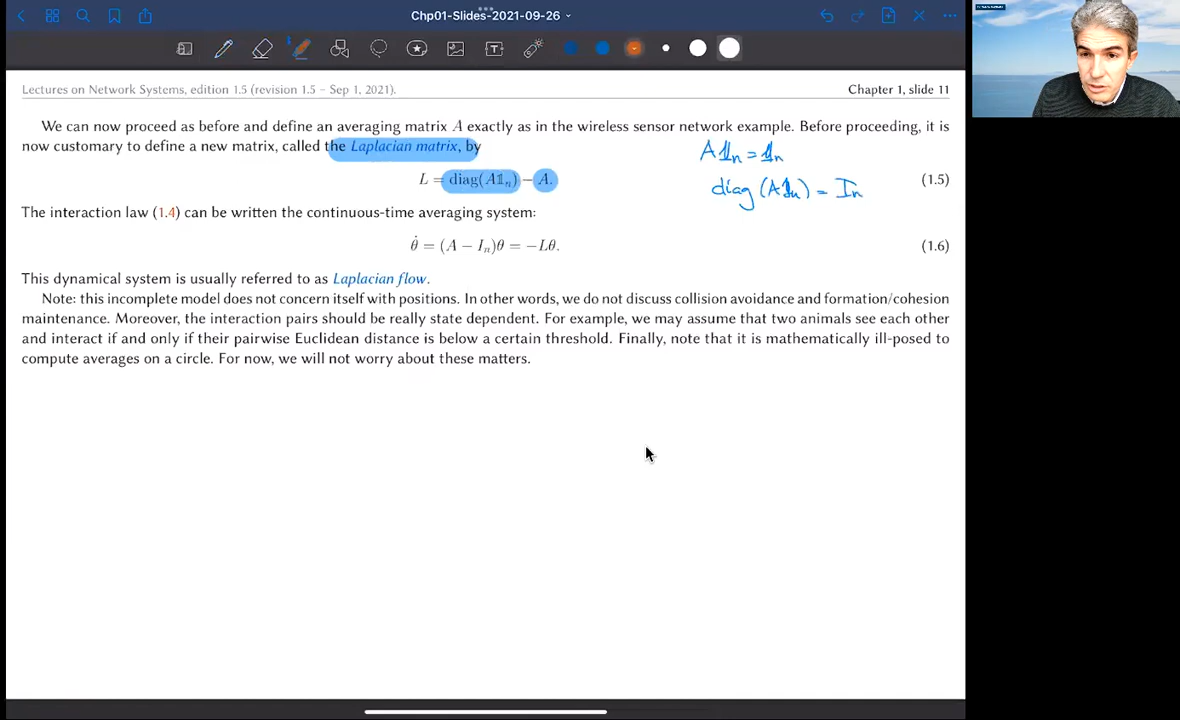 Chp01-Slides-2021-09-26
Lectures on Network Systems, edition 1.5 (revision 1.5 – Sep 1, 2021).
Chapter 1, slide 11
We can now proceed as before and define an averaging matrix A exactly as in the wireless sensor network example. Before proceeding, it is
now customary to define a new matrix, called the Laplacian matrix, by
A𝟙ₙ = 𝟙ₙ
L = diag(A𝟙ₙ) − A. (1.5)
diag (A𝟙ₙ) = Iₙ
The interaction law (1.4) can be written the continuous-time averaging system:
θ̇ = (A − Iₙ)θ = −Lθ. (1.6)
This dynamical system is usually referred to as Laplacian flow.
Note: this incomplete model does not concern itself with positions. In other words, we do not discuss collision avoidance and formation/cohesion
maintenance. Moreover, the interaction pairs should be really state dependent. For example, we may assume that two animals see each other
and interact if and only if their pairwise Euclidean distance is below a certain threshold. Finally, note that it is mathematically ill-posed to
compute averages on a circle. For now, we will not worry about these matters.